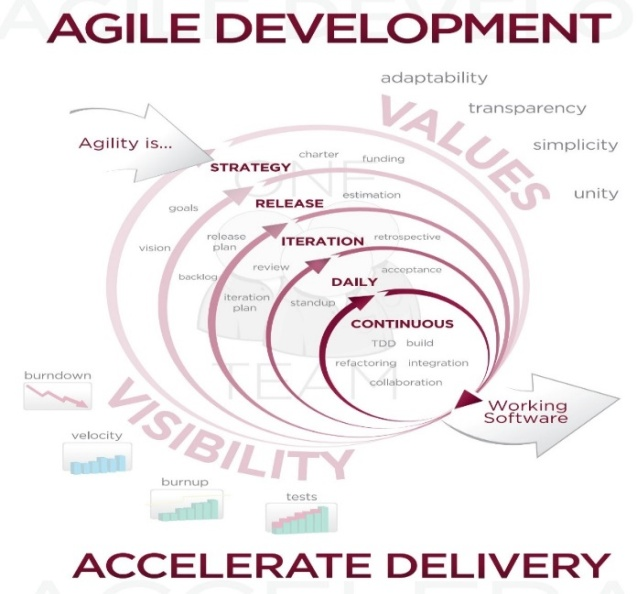 AGILE DEVELOPMENT
adaptability
VALUES
transparency
Agility is...
simplicity
STRATEGY
charter
funding
ONE
unity
RELEASE
estimation
goals
release
plan
ITERATION
retrospective
vision
backlog
review
acceptance
DAILY
iteration
plan
standup
CONTINUOUS
TDD
build
refactoring
integration
TEAM
collaboration
burndown
VISIBILITY
Working
Software
velocity
burnup
tests
ACCELERATE DELIVERY